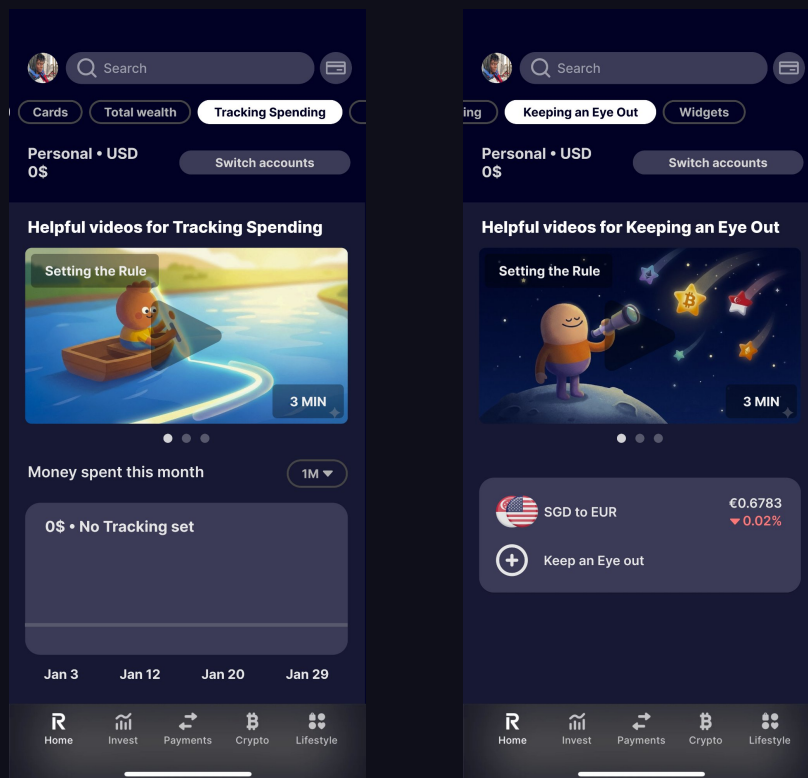 Search
Cards
Total wealth
Tracking Spending
Personal • USD
0$
Switch accounts
Helpful videos for Tracking Spending
Setting the Rule
3 MIN
Money spent this month
1M
0$ • No Tracking set
Jan 3
Jan 12
Jan 20
Jan 29
Home
Invest
Payments
Crypto
Lifestyle
Search
ing
Keeping an Eye Out
Widgets
Personal • USD
0$
Switch accounts
Helpful videos for Keeping an Eye Out
Setting the Rule
3 MIN
SGD to EUR
€0.6783
0.02%
Keep an Eye out
Home
Invest
Payments
Crypto
Lifestyle